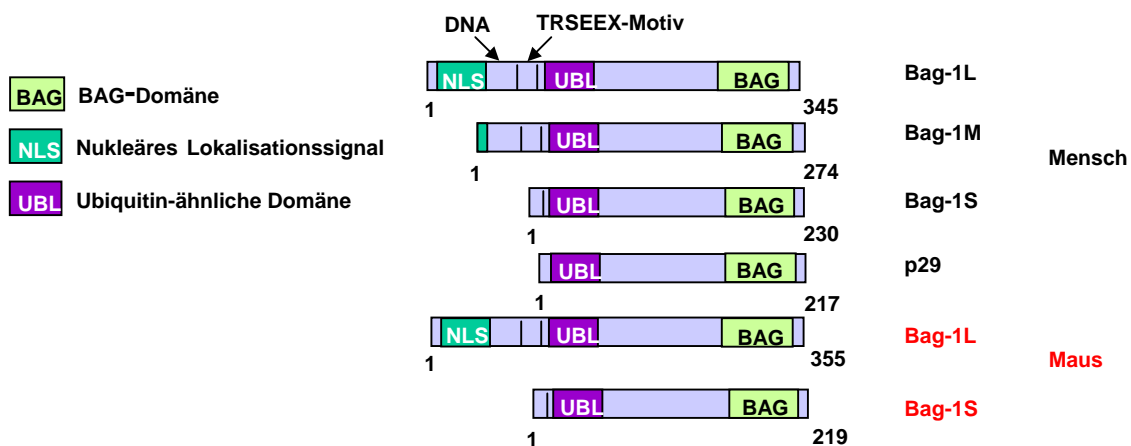 DNA TRSEEX-Motiv
BAG BAG-Domäne
NLS Nukleäres Lokalisationssignal
UBL Ubiquitin-ähnliche Domäne
NLS UBL BAG Bag-1L
1 345
UBL BAG Bag-1M
1 274
Mensch
UBL BAG Bag-1S
1 230
UBL BAG p29
1 217
NLS UBL BAG Bag-1L
1 355
Maus
UBL BAG Bag-1S
1 219